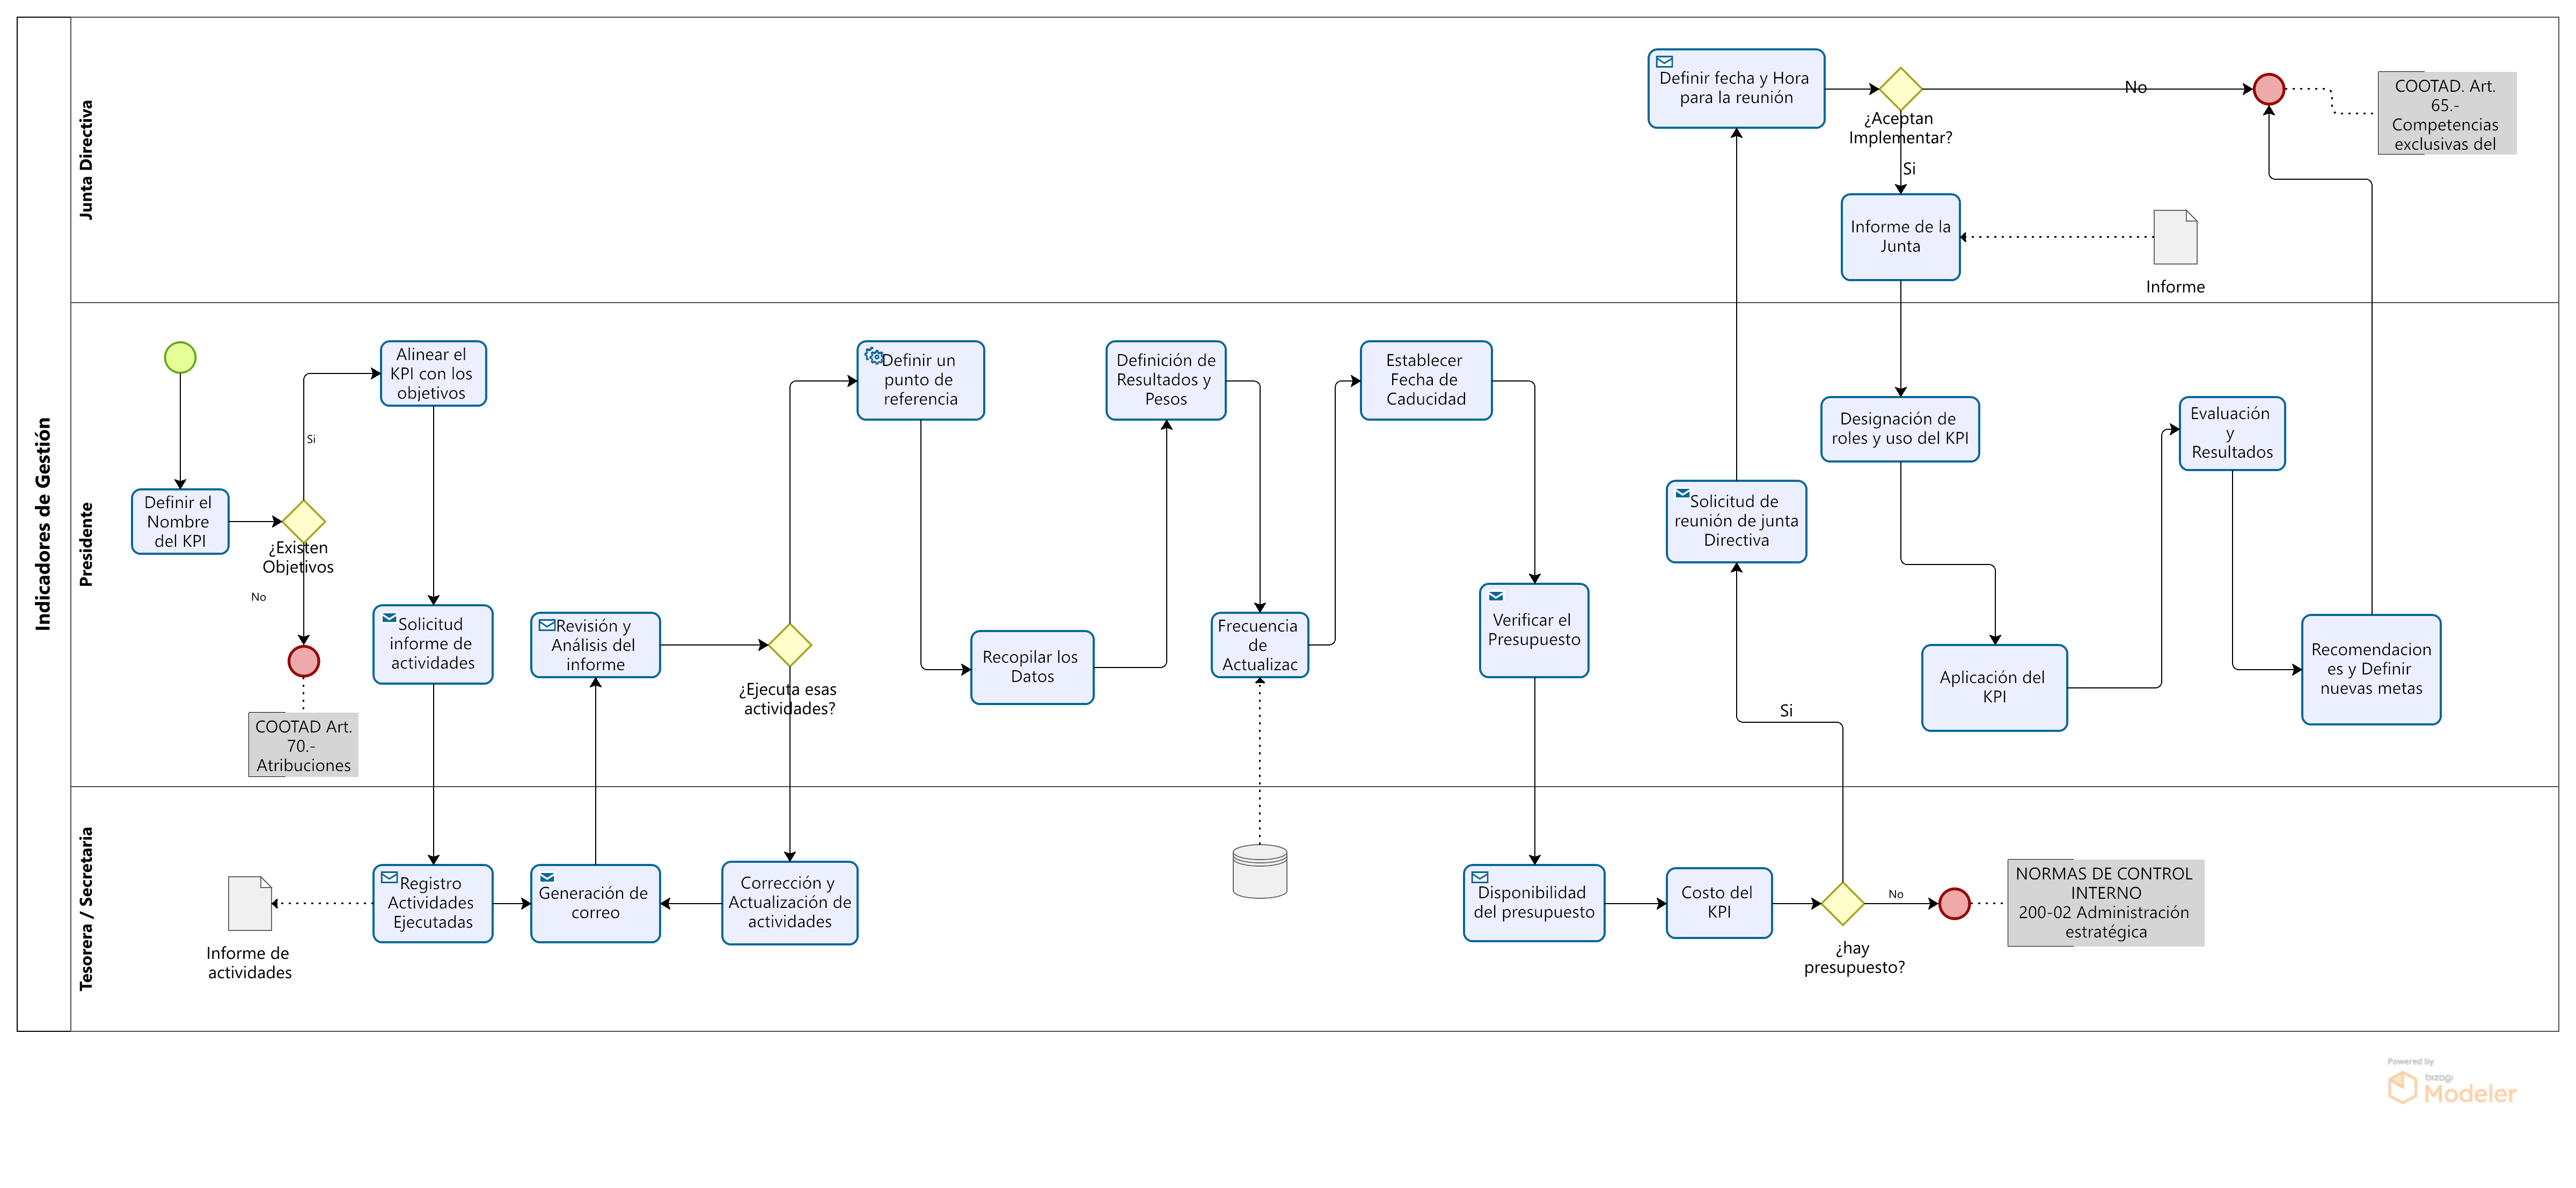 Indicadores de Gestión
Junta Directiva
Definir fecha y Hora
para la reunión
¿Aceptan
Implementar?
No
Si
COOTAD. Art.
65.-
Competencias
exclusivas del
Informe de la
Junta
Informe
Presidente
Definir el
Nombre
del KPI
¿Existen
Objetivos
Si
No
COOTAD Art.
70.-
Atribuciones
Alinear el
KPI con los
objetivos
Solicitud
informe de
actividades
Revisión y
Análisis del
informe
¿Ejecuta esas
actividades?
Definir un
punto de
referencia
Recopilar los
Datos
Definición de
Resultados y
Pesos
Frecuencia
de
Actualizac
Establecer
Fecha de
Caducidad
Verificar el
Presupuesto
Solicitud de
reunión de junta
Directiva
Si
Designación de
roles y uso del KPI
Aplicación del
KPI
Evaluación
y
Resultados
Recomendacion
es y Definir
nuevas metas
Tesorera / Secretaria
Informe de
actividades
Registro
Actividades
Ejecutadas
Generación de
correo
Corrección y
Actualización de
actividades
Disponibilidad
del presupuesto
Costo del
KPI
¿hay
presupuesto?
No
NORMAS DE CONTROL
INTERNO
200-02 Administración
estratégica
Powered by
bizagi
Modeler